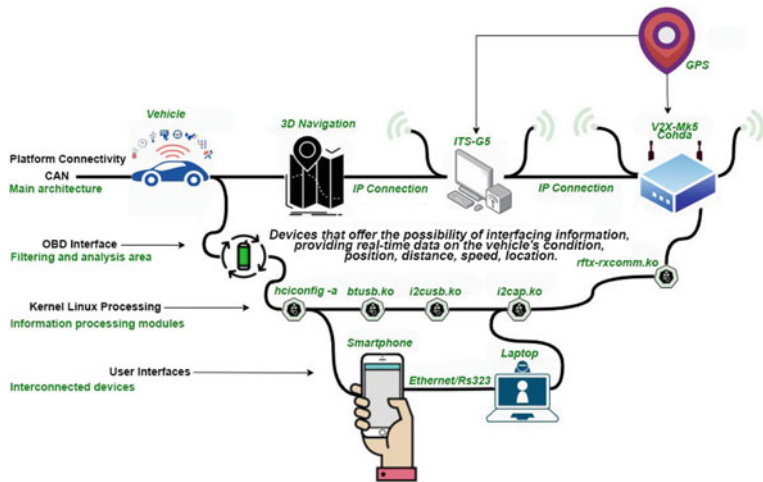 GPS
Vehicle
3D Navigation
ITS-G5
V2X-Mk5
Cohda
Platform Connectivity
CAN
Main architecture
IP Connection
IP Connection
Devices that offer the possibility of interfacing information,
providing real-time data on the vehicle's condition,
position, distance, speed, location.
OBD Interface
Filtering and analysis area
rftx-rxcomm.ko
hciconfig -a
btusb.ko
i2cusb.ko
i2cap.ko
Kernel Linux Processing
Information processing modules
Smartphone
Laptop
User Interfaces
Interconnected devices
Ethernet/Rs323